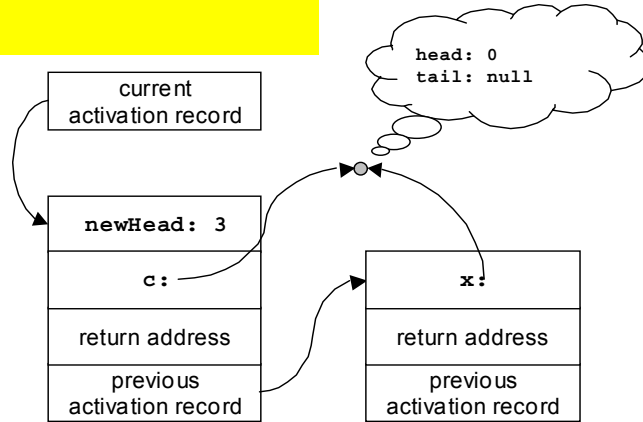 head: 0
tail: null
current
activation record
newHead: 3
c:
return address
previous
activation record
x:
return address
previous
activation record